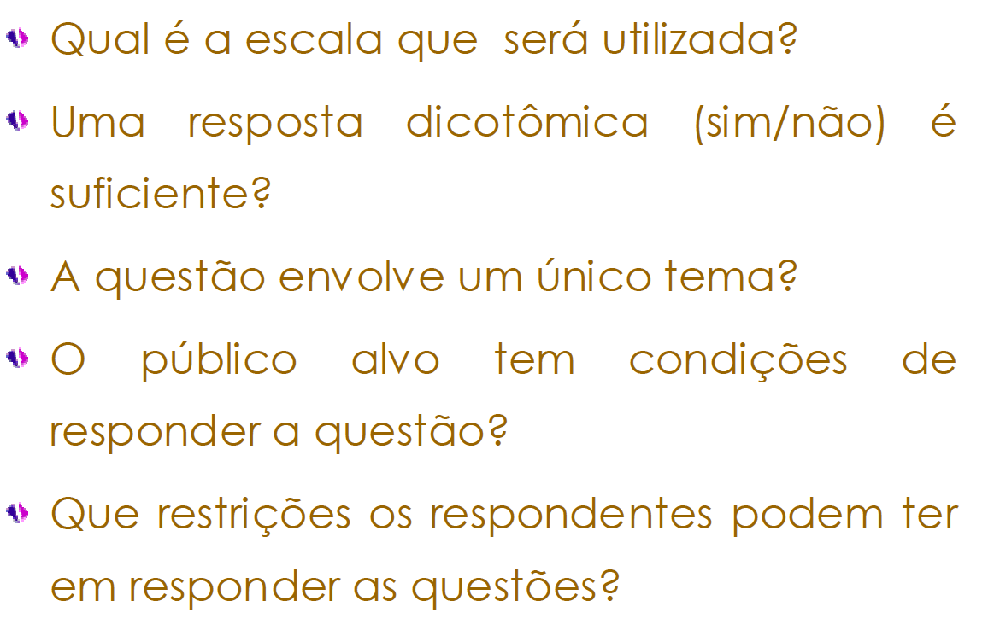 Qual é a escala que será utilizada?
Uma resposta dicotômica (sim/não) é
suficiente?
A questão envolve um único tema?
O público alvo tem condições de
responder a questão?
Que restrições os respondentes podem ter
em responder as questões?